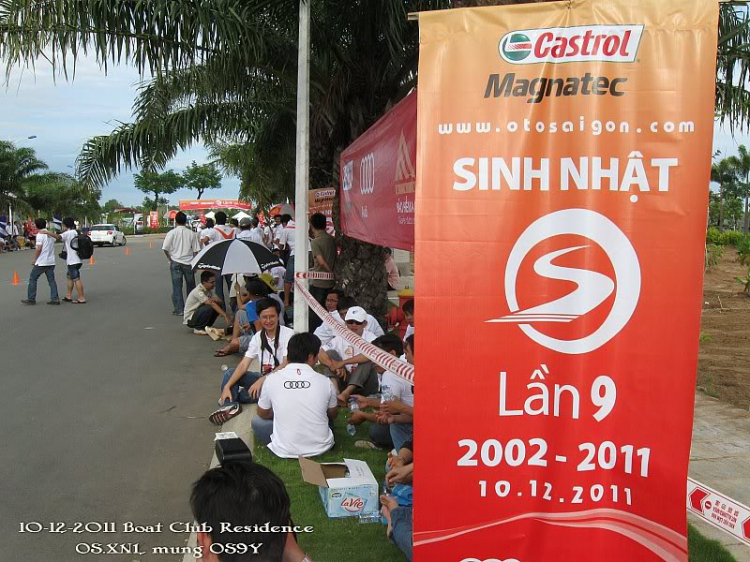 Castrol
Magnatec
www.otosaigon.com
SINH NHẬT
S
Lần 9
2002 - 2011
10.12.2011
LaVie
10-12-2011 Boat Club Residence
OS.XNL mung OS9Y